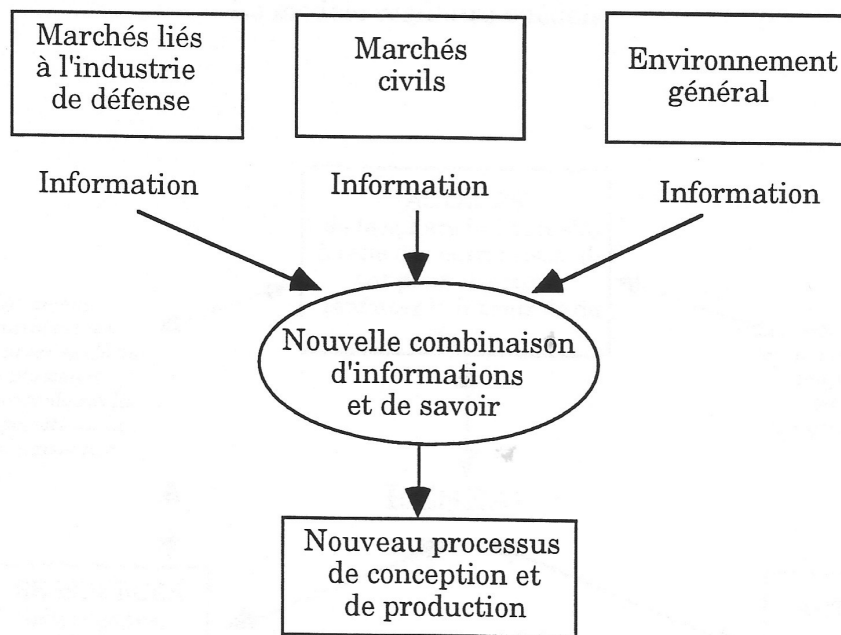 Marchés liés
à l'industrie
de défense
Marchés
civils
Environnement
général
Information
Information
Information
Nouvelle combinaison
d'informations
et de savoir
Nouveau processus
de conception et
de production